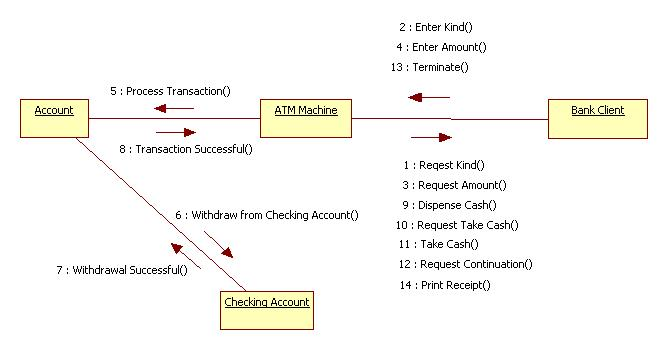 2 : Enter Kind()
4 : Enter Amount()
13 : Terminate()
5 : Process Transaction()
Account
ATM Machine
Bank Client
8 : Transaction Successful()
1 : Reqest Kind()
3 : Request Amount()
9 : Dispense Cash()
10 : Request Take Cash()
11 : Take Cash()
12 : Request Continuation()
14 : Print Receipt()
6 : Withdraw from Checking Account()
7 : Withdrawal Successful()
Checking Account